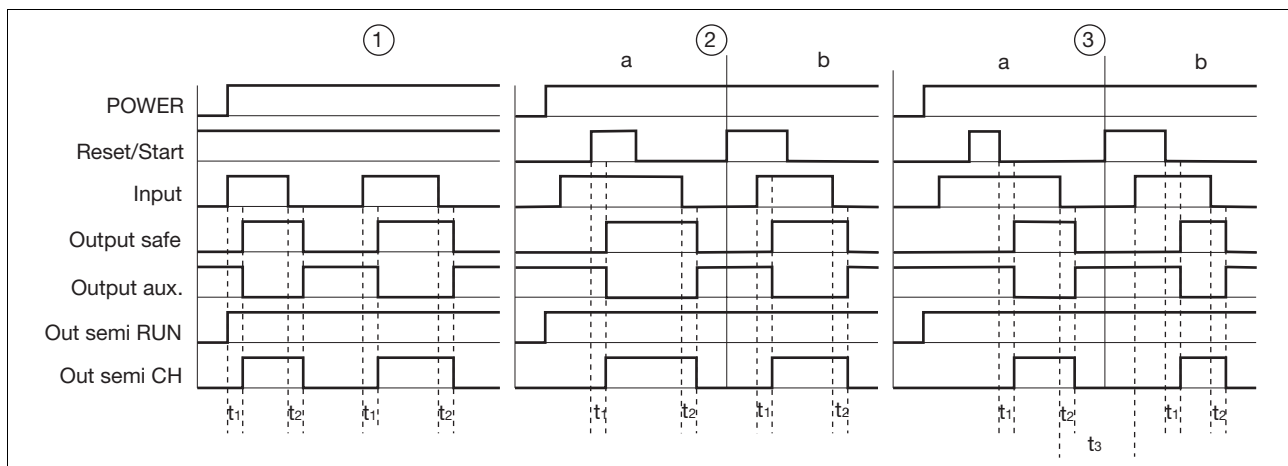 1 2 3
a b a b
POWER
Reset/Start
Input
Output safe
Output aux.
Out semi RUN
Out semi CH
t1 t2 t1 t2 t1 t2 t1 t2 t1 t2 t1 t2
t3